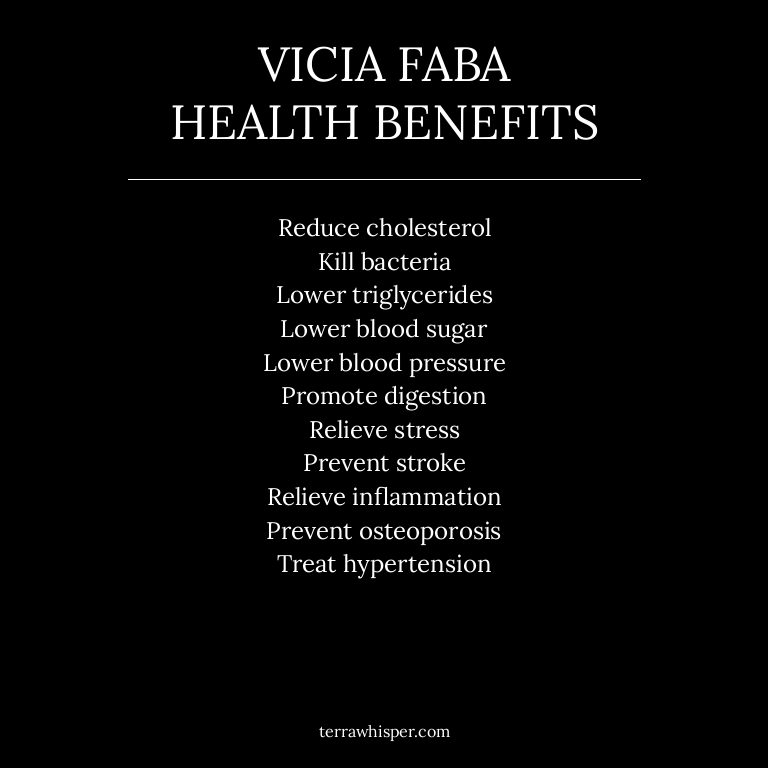 VICIA FABA
HEALTH BENEFITS
Reduce cholesterol
Kill bacteria
Lower triglycerides
Lower blood sugar
Lower blood pressure
Promote digestion
Relieve stress
Prevent stroke
Relieve inflammation
Prevent osteoporosis
Treat hypertension
terrawhisper.com